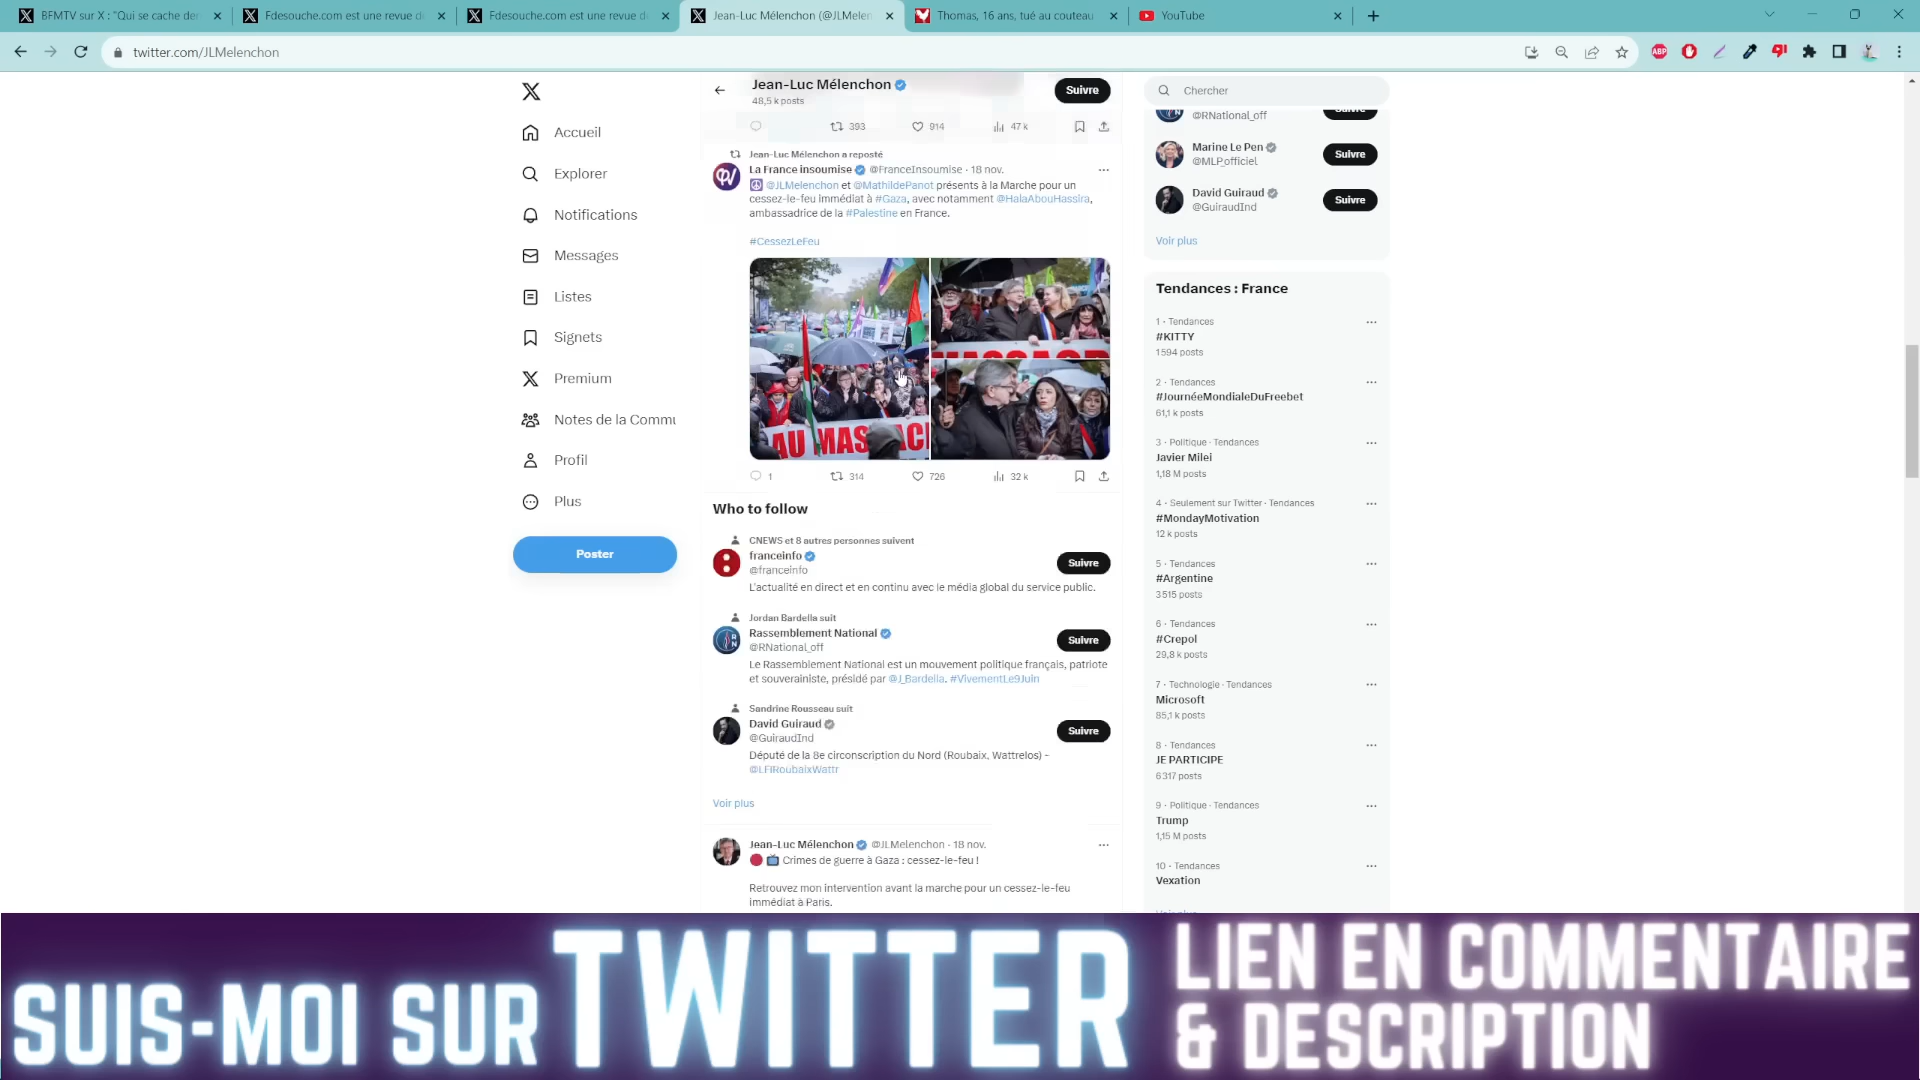 BFMTV sur X : "Qui se cache der
Fdesouche.com est une revue d
Fdesouche.com est une revue d
Jean-Luc Mélenchon (@JLMelen
Thomas, 16 ans, tué au couteau
YouTube
twitter.com/JLMelenchon
ABP
Accueil
Explorer
Notifications
Messages
Listes
Signets
Premium
Notes de la Commu
Profil
Plus
Poster
Jean-Luc Mélenchon
48,5 k posts
Suivre
393 914 47 k
Jean-Luc Mélenchon a reposté
La France insoumise @FranceInsoumise · 18 nov.
@JLMelenchon et @MathildePanot présents à la Marche pour un
cessez-le-feu immédiat à #Gaza, avec notamment @HalaAbouHassira,
ambassadrice de la #Palestine en France.
#CessezLeFeu
AU MASSAC
MASSACR
1 314 726 32 k
Who to follow
CNEWS et 8 autres personnes suivent
franceinfo
@franceinfo
Suivre
L'actualité en direct et en continu avec le média global du service public.
Jordan Bardella suit
Rassemblement National
@RNational_off
Suivre
Le Rassemblement National est un mouvement politique français, patriote
et souverainiste, présidé par @J_Bardella. #VivementLe9Juin
Sandrine Rousseau suit
David Guiraud
@GuiraudInd
Suivre
Député de la 8e circonscription du Nord (Roubaix, Wattrelos) -
@LFIRoubaixWattr
Voir plus
Jean-Luc Mélenchon @JLMelenchon · 18 nov.
Crimes de guerre à Gaza : cessez-le-feu !
Retrouvez mon intervention avant la marche pour un cessez-le-feu
immédiat à Paris.
Chercher
@RNational_off
Suivre
Marine Le Pen
@MLP_officiel
Suivre
David Guiraud
@GuiraudInd
Suivre
Voir plus
Tendances : France
1 · Tendances
#KITTY
1 594 posts
2 · Tendances
#JournéeMondialeDuFreebet
61,1 k posts
3 · Politique · Tendances
Javier Milei
1,18 M posts
4 · Seulement sur Twitter · Tendances
#MondayMotivation
12 k posts
5 · Tendances
#Argentine
3 515 posts
6 · Tendances
#Crepol
29,8 k posts
7 · Technologie · Tendances
Microsoft
85,1 k posts
8 · Tendances
JE PARTICIPE
6 317 posts
9 · Politique · Tendances
Trump
1,15 M posts
10 · Tendances
Vexation
Voir plus
SUIS-MOI SUR TWITTER
LIEN EN COMMENTAIRE
& DESCRIPTION